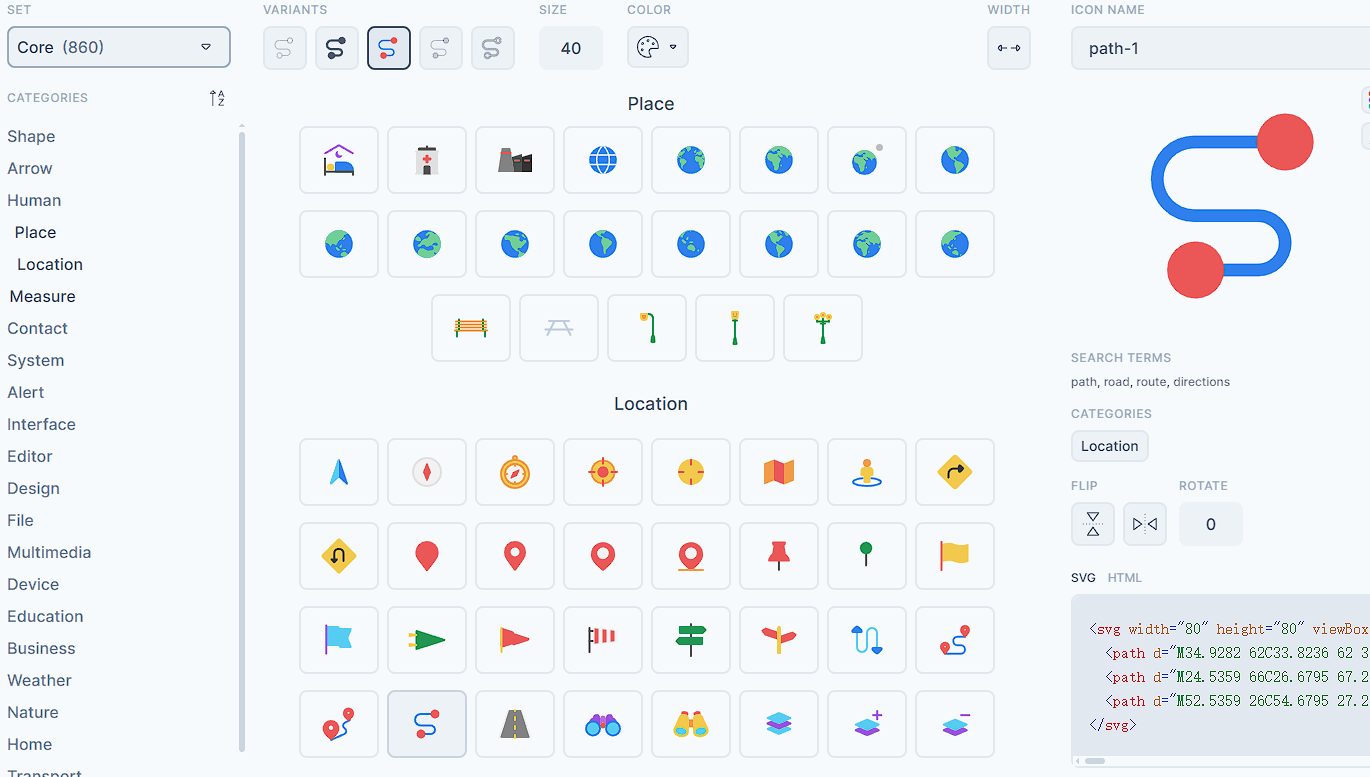 SET
VARIANTS
SIZE
COLOR
WIDTH
ICON NAME
Core (860)
40
path-1
CATEGORIES
A
Z
Shape
Arrow
Human
Place
Location
Measure
Contact
System
Alert
Interface
Editor
Design
File
Multimedia
Device
Education
Business
Weather
Nature
Home
Transport
Place
Location
SEARCH TERMS
path, road, route, directions
CATEGORIES
Location
FLIP
ROTATE
0
SVG HTML
<svg width="80" height="80" viewBox
<path d="M34.9282 62C33.8236 62 3
<path d="M24.5359 66C26.6795 67.2
<path d="M52.5359 26C54.6795 27.2
</svg>